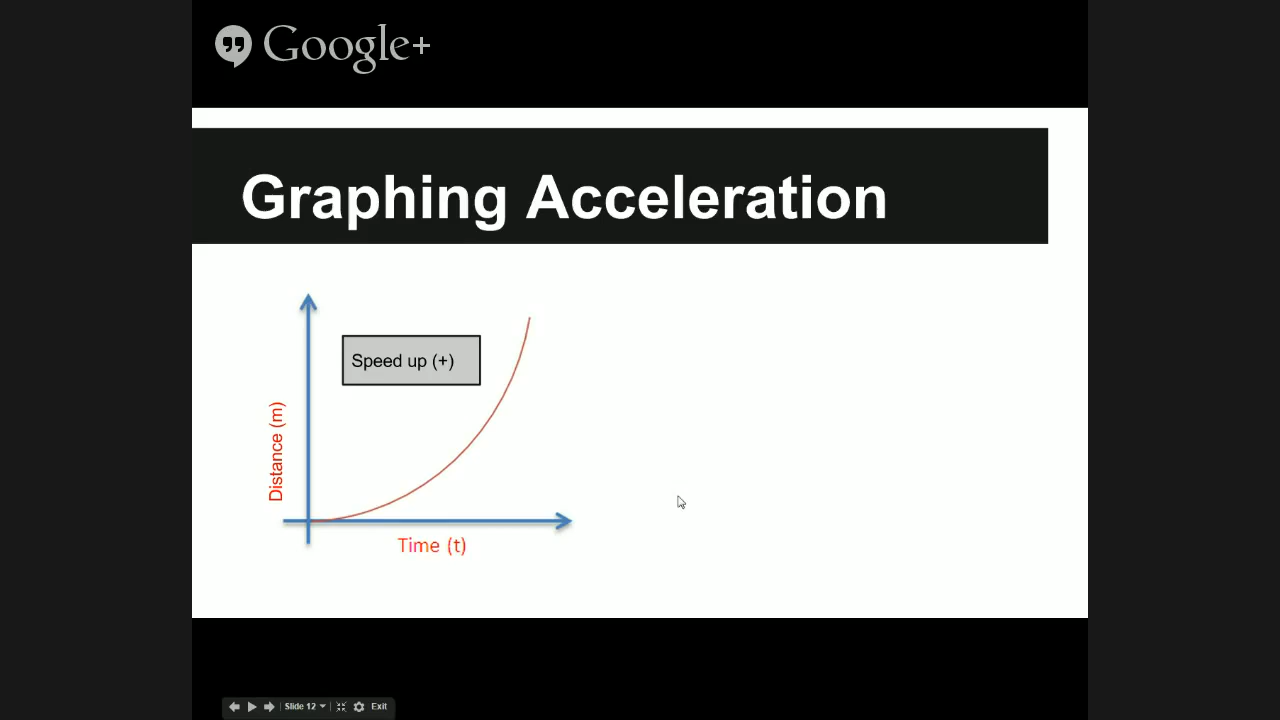 Google+
Graphing Acceleration
Speed up (+)
Distance (m)
Time (t)
Slide 12
Exit